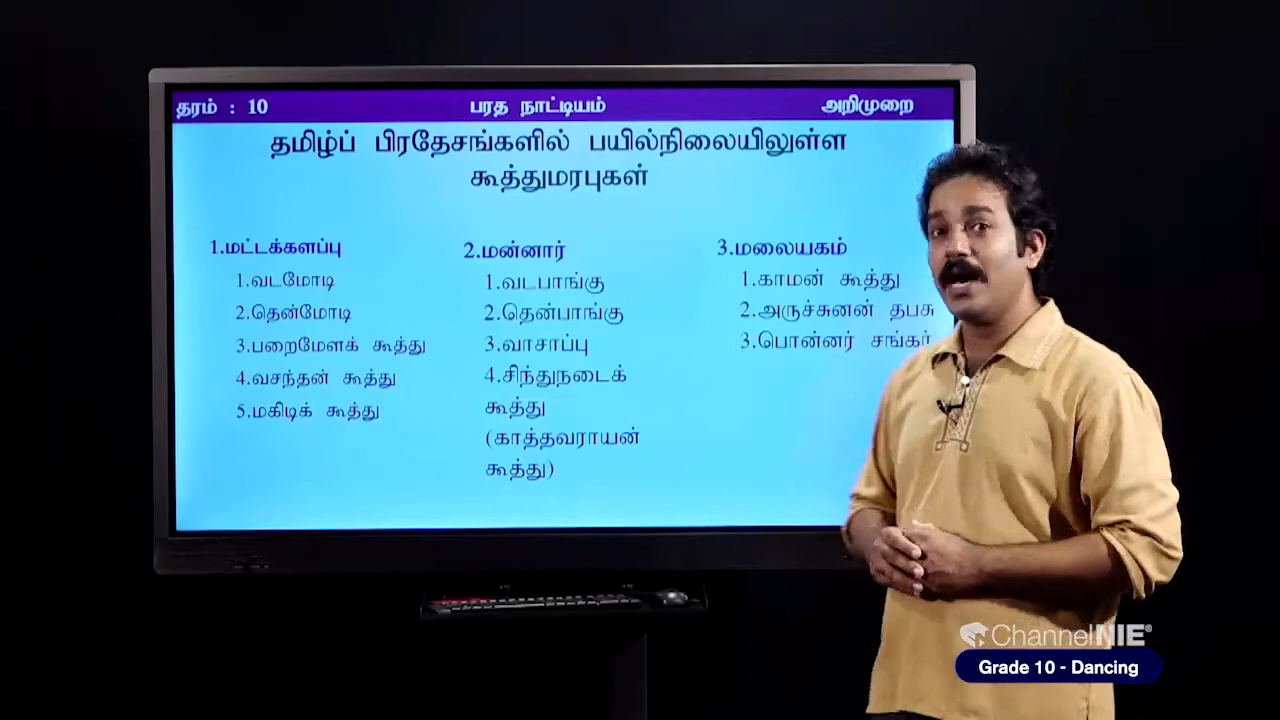 தரம் : 10 பரத நாட்டியம் அறிமுறை
தமிழ்ப் பிரதேசங்களில் பயில்நிலையிலுள்ள
கூத்துமரபுகள்
1.மட்டக்களப்பு
1.வடமோடி
2.தென்மோடி
3.பறைமேளக் கூத்து
4.வசந்தன் கூத்து
5.மகிடிக் கூத்து
2.மன்னார்
1.வடபாங்கு
2.தென்பாங்கு
3.வாசாப்பு
4.சிந்துநடைக்
கூத்து
(காத்தவராயன்
கூத்து)
3.மலையகம்
1.காமன் கூத்து
2.அருச்சுனன் தபசு
3.பொன்னர் சங்கர்
ChannelNIE®
Grade 10 - Dancing